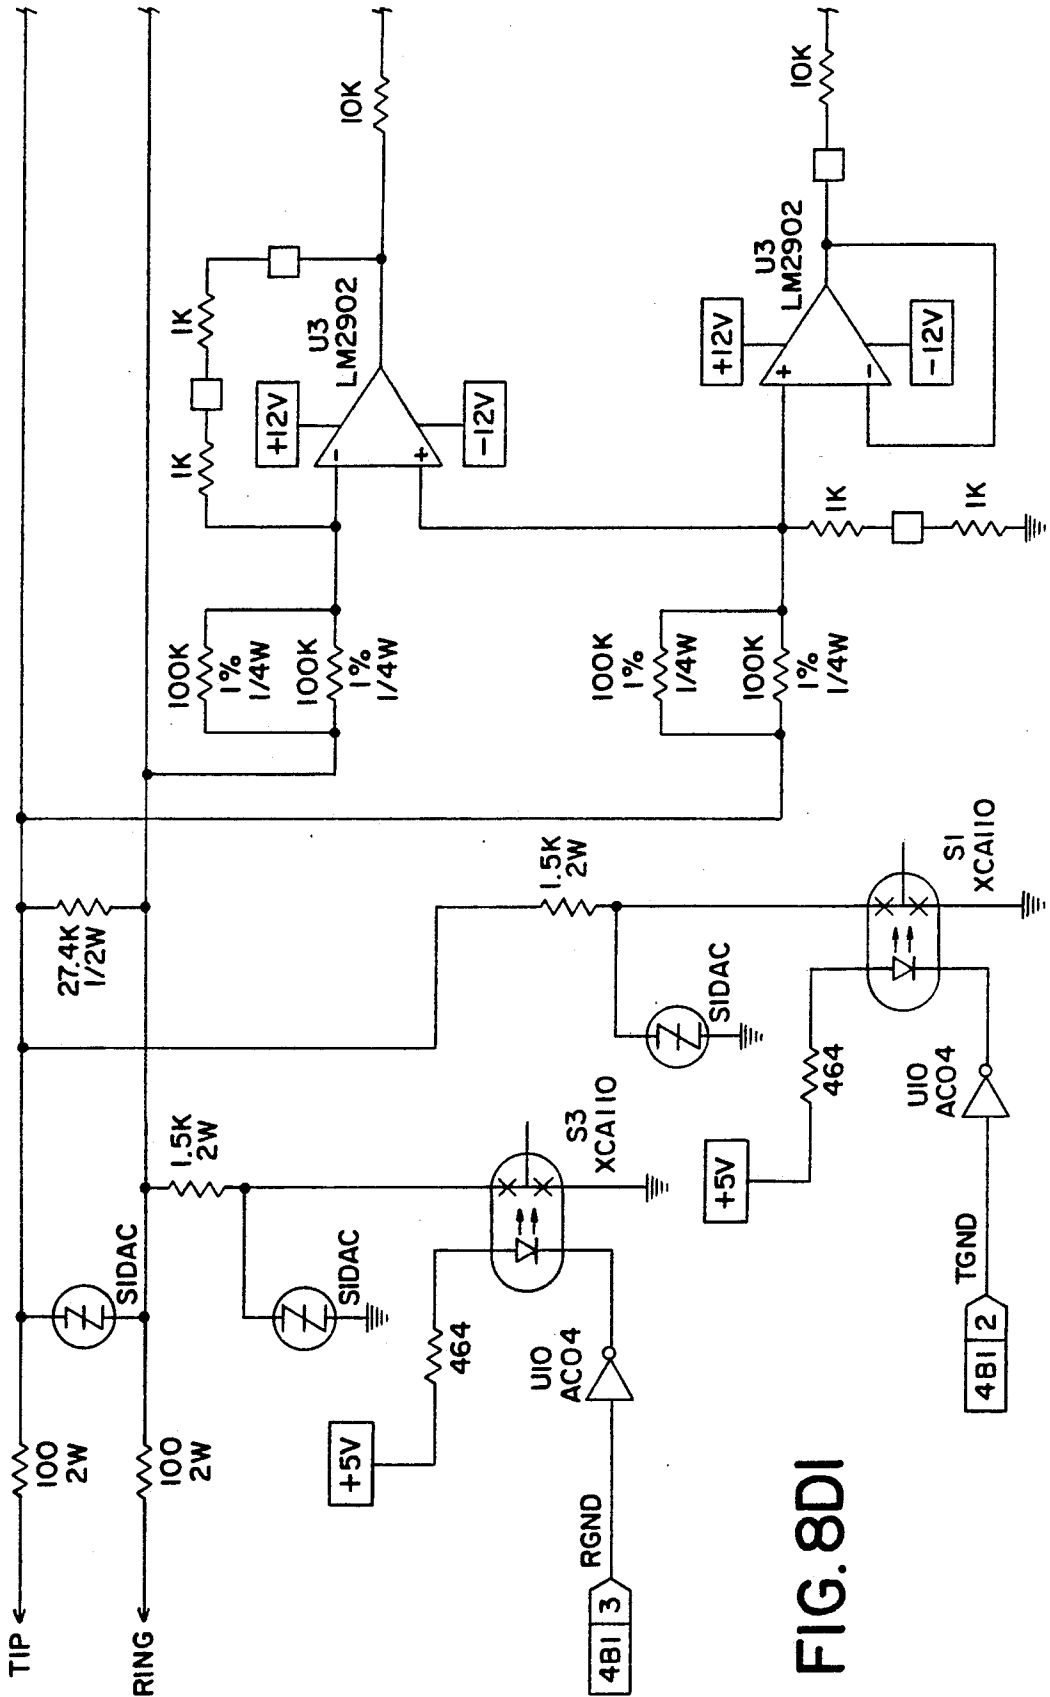 TIP
RING
100
2W
100
2W
SIDAC
1.5K
2W
SIDAC
+5V
464
S3
XCA110
U10
AC04
RGND
4B1 3
27.4K
1/2W
1.5K
2W
SIDAC
+5V
464
S1
XCA110
U10
AC04
TGND
4B1 2
100K
1%
1/4W
100K
1%
1/4W
1K
1K
+12V
-
+
-12V
U3
LM2902
10K
100K
1%
1/4W
100K
1%
1/4W
1K
1K
+12V
+
-
-12V
U3
LM2902
10K
FIG. 8D1